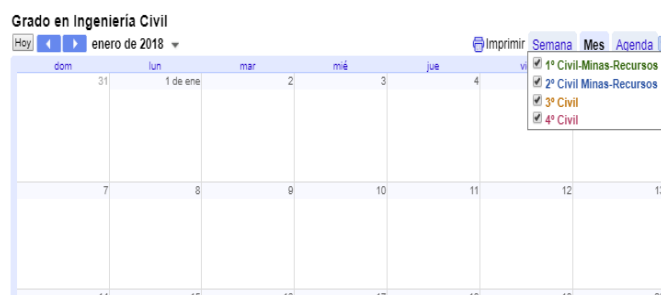 Grado en Ingeniería Civil
Hoy enero de 2018 Imprimir Semana Mes Agenda
dom lun mar mié jue
1º Civil-Minas-Recursos
2º Civil Minas-Recursos
3º Civil
4º Civil
31 1 de ene 2 3 4
7 8 9 10 11 12